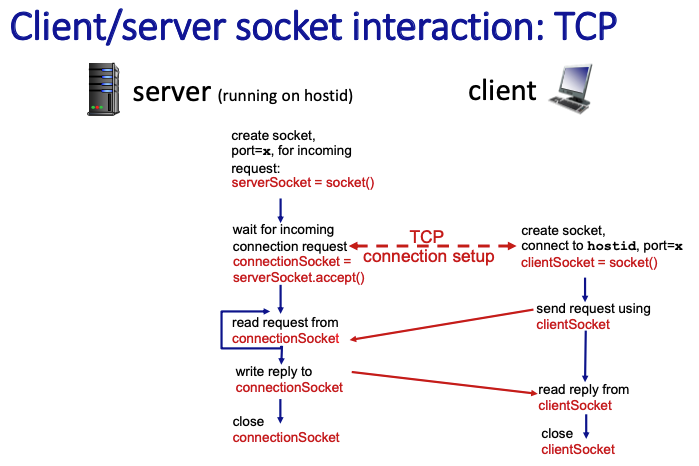 Client/server socket interaction: TCP
server (running on hostid)
client
create socket,
port=x, for incoming
request:
serverSocket = socket()
wait for incoming
connection request
connectionSocket =
serverSocket.accept()
TCP
connection setup
create socket,
connect to hostid, port=x
clientSocket = socket()
send request using
clientSocket
read request from
connectionSocket
write reply to
connectionSocket
read reply from
clientSocket
close
connectionSocket
close
clientSocket